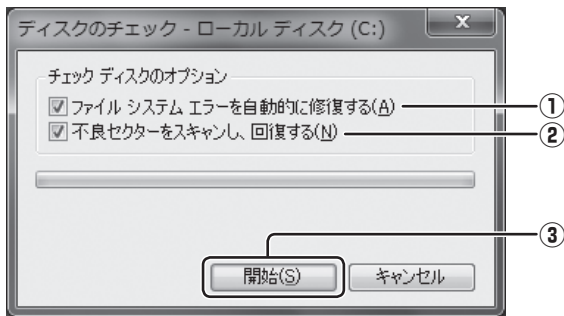 ディスクのチェック - ローカル ディスク (C:)
x
チェック ディスクのオプション
ファイル システム エラーを自動的に修復する(A)
①
不良セクターをスキャンし、回復する(N)
②
③
開始(S)
キャンセル